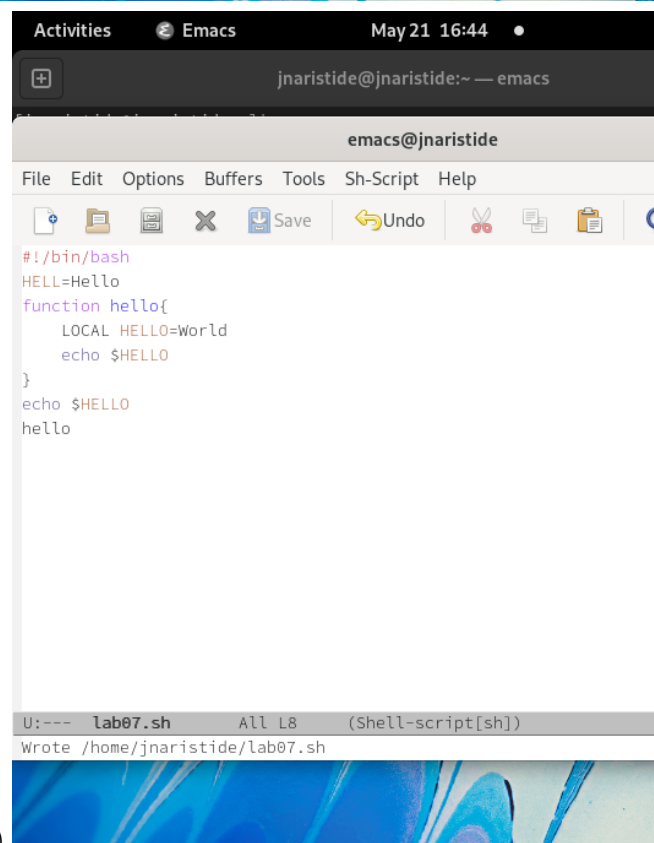 Activities Emacs May 21 16:44
jnaristide@jnaristide:~ — emacs
emacs@jnaristide
File Edit Options Buffers Tools Sh-Script Help
Save Undo
#!/bin/bash
HELL=Hello
function hello{
    LOCAL HELLO=World
    echo $HELLO
}
echo $HELLO
hello
U:--- lab07.sh All L8 (Shell-script[sh])
Wrote /home/jnaristide/lab07.sh